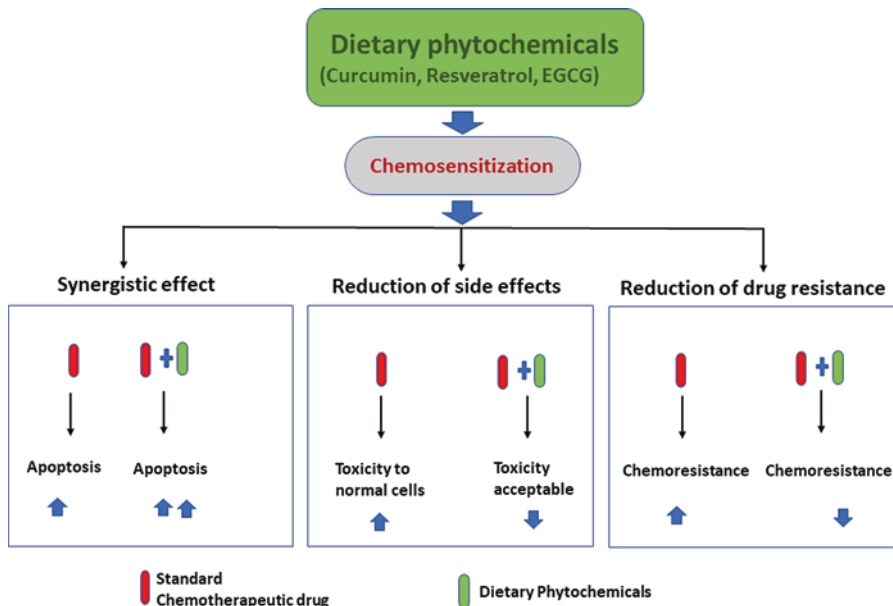 Dietary phytochemicals
(Curcumin, Resveratrol, EGCG)
Chemosensitization
Synergistic effect
Reduction of side effects
Reduction of drug resistance
Apoptosis
Apoptosis
Toxicity to
normal cells
Toxicity
acceptable
Chemoresistance
Chemoresistance
Standard
Chemotherapeutic drug
Dietary Phytochemicals